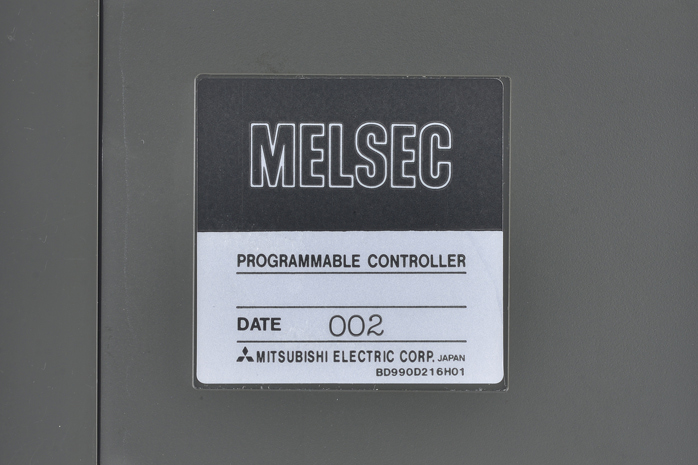 MELSEC
PROGRAMMABLE CONTROLLER
DATE 002
MITSUBISHI ELECTRIC CORP. JAPAN
BD990D216H01